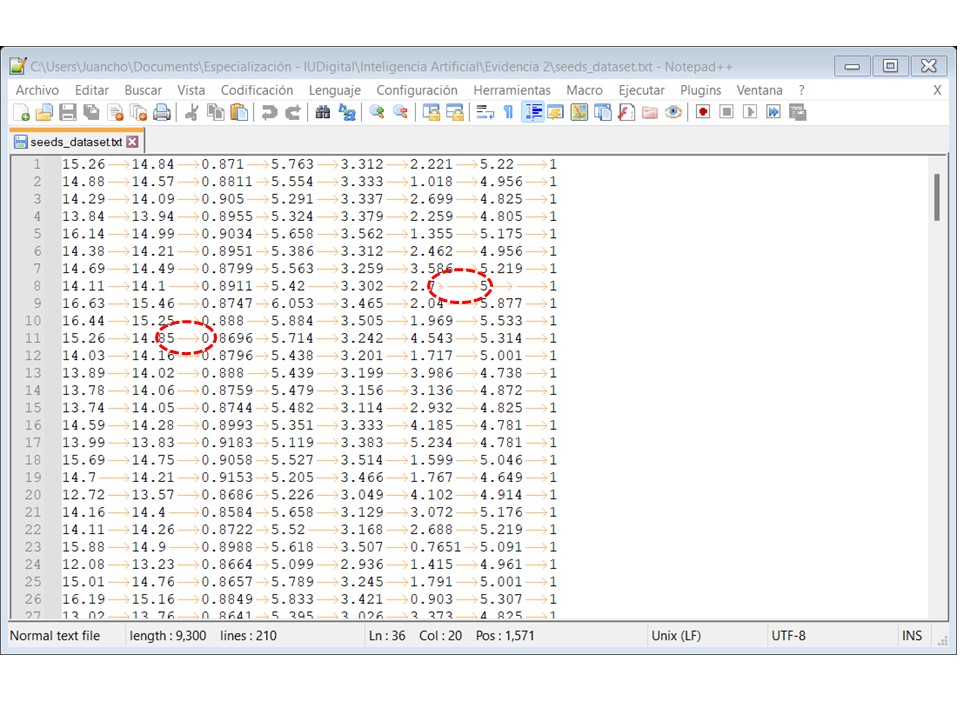 C:\Users\Juancho\Documents\Especialización - IUDigital\Inteligencia Artificial\Evidencia 2\seeds_dataset.txt - Notepad++
Archivo Editar Buscar Vista Codificación Lenguaje Configuración Herramientas Macro Ejecutar Plugins Ventana ? X
seeds_dataset.txt
1 15.26 14.84 0.871 5.763 3.312 2.221 5.22 1
2 14.88 14.57 0.8811 5.554 3.333 1.018 4.956 1
3 14.29 14.09 0.905 5.291 3.337 2.699 4.825 1
4 13.84 13.94 0.8955 5.324 3.379 2.259 4.805 1
5 16.14 14.99 0.9034 5.658 3.562 1.355 5.175 1
6 14.38 14.21 0.8951 5.386 3.312 2.462 4.956 1
7 14.69 14.49 0.8799 5.563 3.259 3.586 5.219 1
8 14.11 14.1 0.8911 5.42 3.302 2.7 5 1
9 16.63 15.46 0.8747 6.053 3.465 2.04 5.877 1
10 16.44 15.25 0.888 5.884 3.505 1.969 5.533 1
11 15.26 14.85 0.8696 5.714 3.242 4.543 5.314 1
12 14.03 14.16 0.8796 5.438 3.201 1.717 5.001 1
13 13.89 14.02 0.888 5.439 3.199 3.986 4.738 1
14 13.78 14.06 0.8759 5.479 3.156 3.136 4.872 1
15 13.74 14.05 0.8744 5.482 3.114 2.932 4.825 1
16 14.59 14.28 0.8993 5.351 3.333 4.185 4.781 1
17 13.99 13.83 0.9183 5.119 3.383 5.234 4.781 1
18 15.69 14.75 0.9058 5.527 3.514 1.599 5.046 1
19 14.7 14.21 0.9153 5.205 3.466 1.767 4.649 1
20 12.72 13.57 0.8686 5.226 3.049 4.102 4.914 1
21 14.16 14.4 0.8584 5.658 3.129 3.072 5.176 1
22 14.11 14.26 0.8722 5.52 3.168 2.688 5.219 1
23 15.88 14.9 0.8988 5.618 3.507 0.7651 5.091 1
24 12.08 13.23 0.8664 5.099 2.936 1.415 4.961 1
25 15.01 14.76 0.8657 5.789 3.245 1.791 5.001 1
26 16.19 15.16 0.8849 5.833 3.421 0.903 5.307 1
27 13.02 13.76 0.8641 5.395 3.026 3.373 4.825 1
Normal text file length : 9,300 lines : 210 Ln : 36 Col : 20 Pos : 1,571 Unix (LF) UTF-8 INS